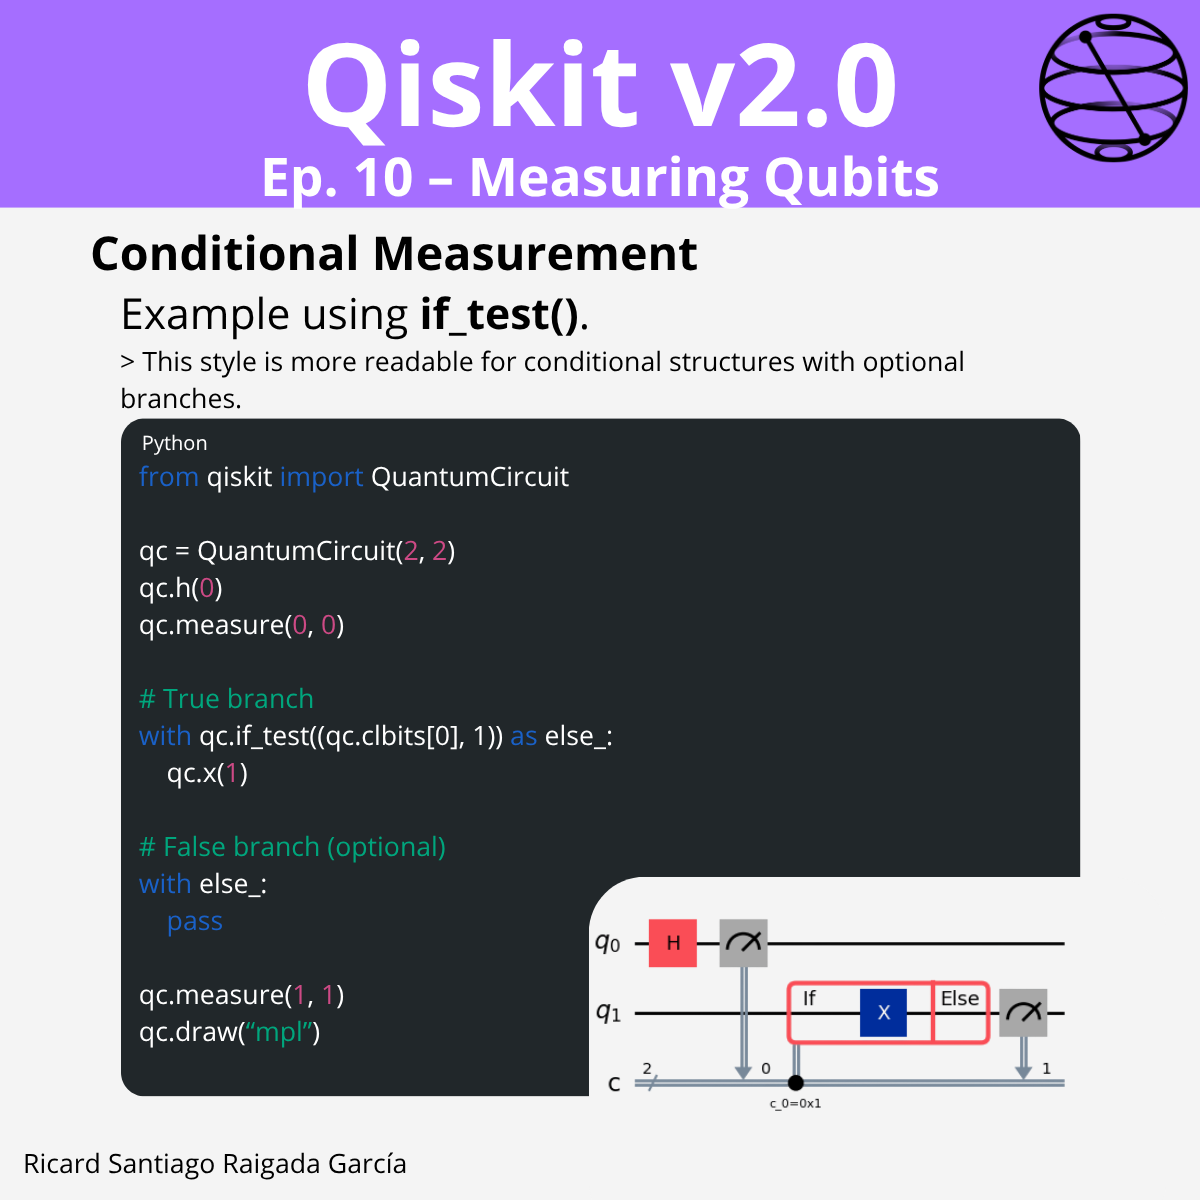 Qiskit v2.0
Ep. 10 – Measuring Qubits
Conditional Measurement
Example using if_test().
> This style is more readable for conditional structures with optional
branches.
Python
from qiskit import QuantumCircuit
qc = QuantumCircuit(2, 2)
qc.h(0)
qc.measure(0, 0)
# True branch
with qc.if_test((qc.clbits[0], 1)) as else_:
qc.x(1)
# False branch (optional)
with else_:
pass
qc.measure(1, 1)
qc.draw(“mpl”)
q0 H
q1 If X Else
c 2 0 1
c_0=0x1
Ricard Santiago Raigada García